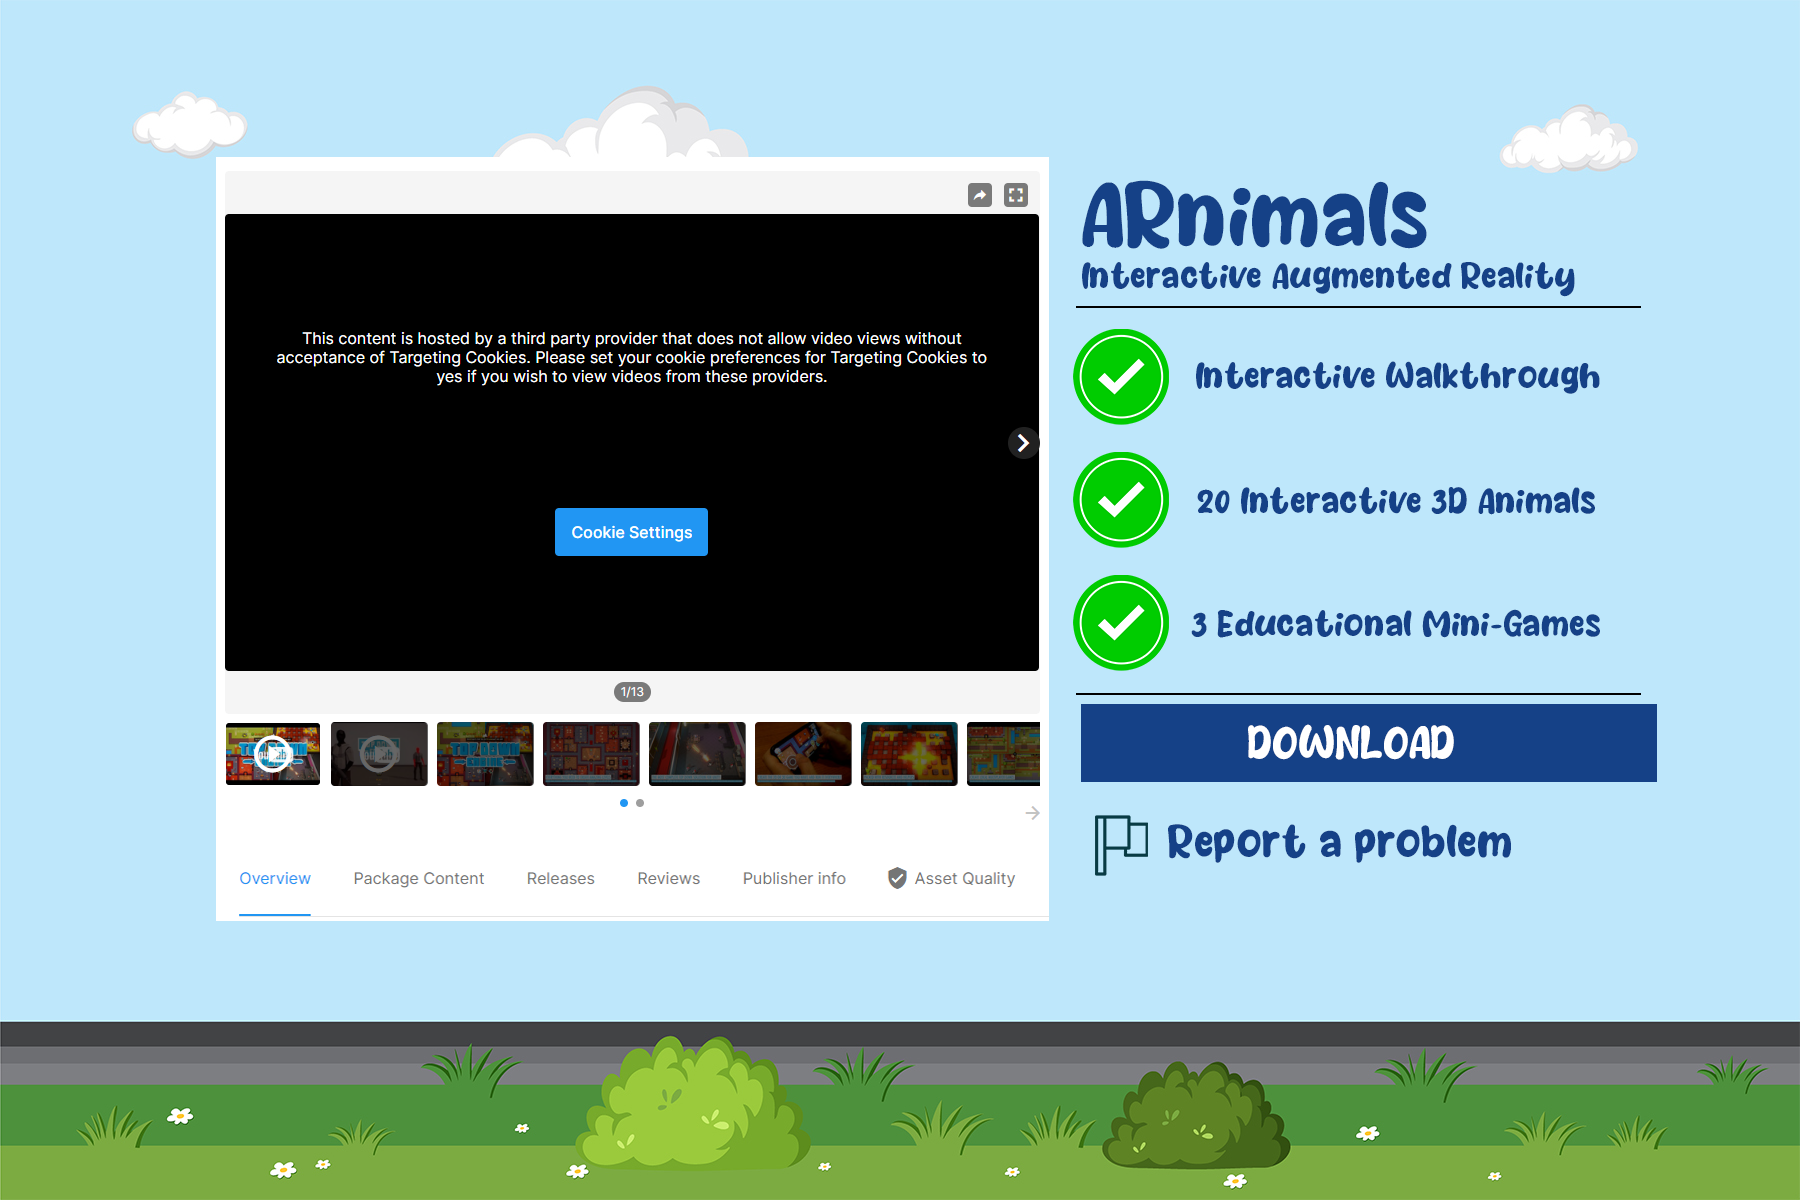 This content is hosted by a third party provider that does not allow video views without
acceptance of Targeting Cookies. Please set your cookie preferences for Targeting Cookies to
yes if you wish to view videos from these providers.
Cookie Settings
1/13
TOP DOWN
Overview
Package Content
Releases
Reviews
Publisher info
Asset Quality
ARnimals
Interactive Augmented Reality
Interactive Walkthrough
20 Interactive 3D Animals
3 Educational Mini-Games
DOWNLOAD
Report a problem